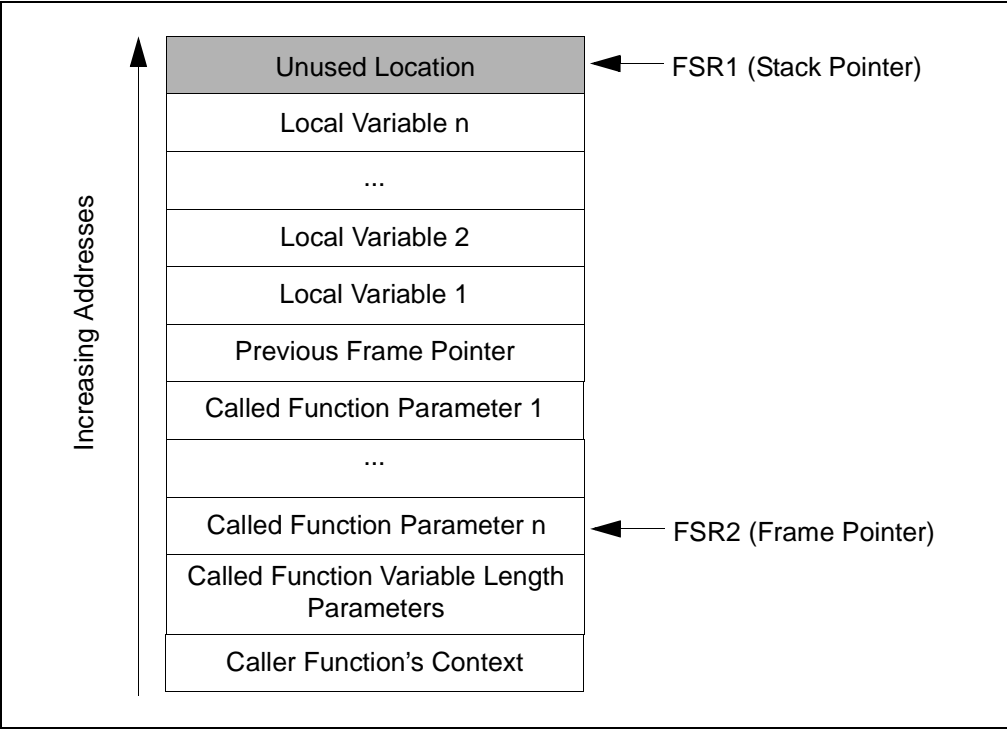 Unused Location
FSR1 (Stack Pointer)
Local Variable n
...
Local Variable 2
Local Variable 1
Previous Frame Pointer
Called Function Parameter 1
...
Called Function Parameter n
FSR2 (Frame Pointer)
Called Function Variable Length
Parameters
Caller Function’s Context
Increasing Addresses